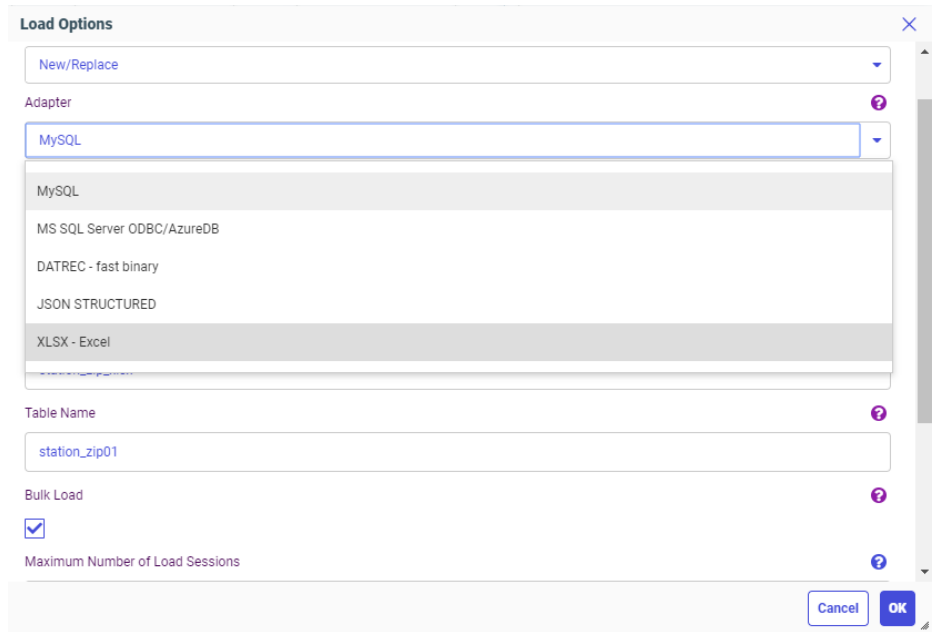 Load Options
New/Replace
Adapter
MySQL
MySQL
MS SQL Server ODBC/AzureDB
DATREC - fast binary
JSON STRUCTURED
XLSX - Excel
Table Name
station_zip01
Bulk Load
Maximum Number of Load Sessions
Cancel OK